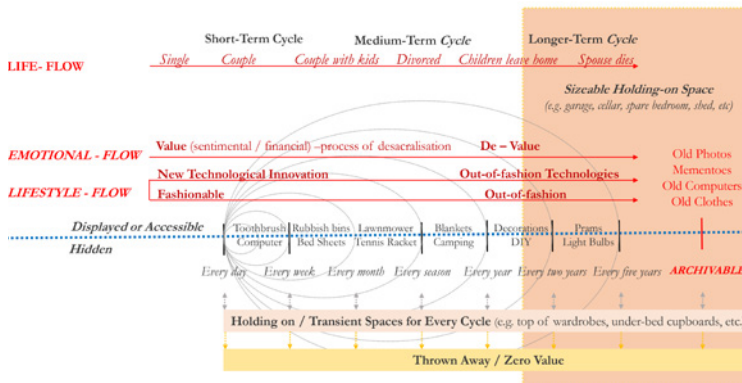 Short-Term Cycle Medium-Term Cycle Longer-Term Cycle
LIFE- FLOW Single Couple Couple with kids Divorced Children leave home Spouse dies
Sizeable Holding-on Space
(e.g. garage, cellar, spare bedroom, shed, etc)
EMOTIONAL - FLOW Value (sentimental / financial) –process of desacralisation De – Value
Old Photos
Mementoes
Old Computers
Old Clothes
New Technological Innovation Out-of-fashion Technologies
LIFESTYLE - FLOW
Fashionable Out-of-fashion
Displayed or Accessible Toothbrush Rubbish bins Lawnmower Blankets Decorations Prams
Computer Bed Sheets Tennis Racket Camping DIY Light Bulbs
Hidden
Every day Every week Every month Every season Every year Every two years Every five years ARCHIVABLE
Holding on / Transient Spaces for Every Cycle (e.g. top of wardrobes, under-bed cupboards, etc.
Thrown Away / Zero Value